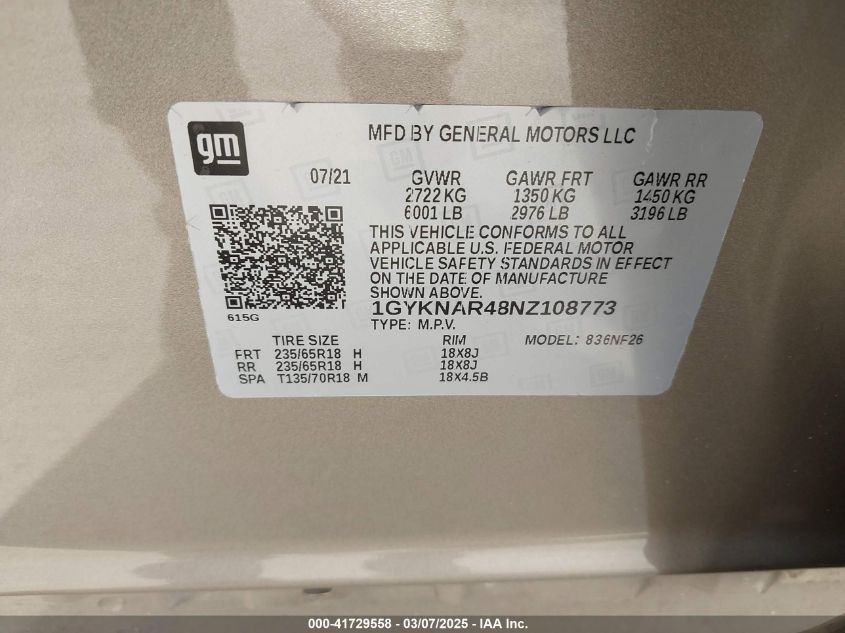 gm
MFD BY GENERAL MOTORS LLC
07/21 GVWR GAWR FRT GAWR RR
2722 KG 1350 KG 1450 KG
6001 LB 2976 LB 3196 LB
THIS VEHICLE CONFORMS TO ALL
APPLICABLE U.S. FEDERAL MOTOR
VEHICLE SAFETY STANDARDS IN EFFECT
ON THE DATE OF MANUFACTURE
SHOWN ABOVE.
615G
1GYKNAR48NZ108773
TYPE: M.P.V. MODEL: 836NF26
TIRE SIZE RIM
FRT 235/65R18 H 18X8J
RR 235/65R18 H 18X8J
SPA T135/70R18 M 18X4.5B
000-41729558 - 03/07/2025 - IAA Inc.